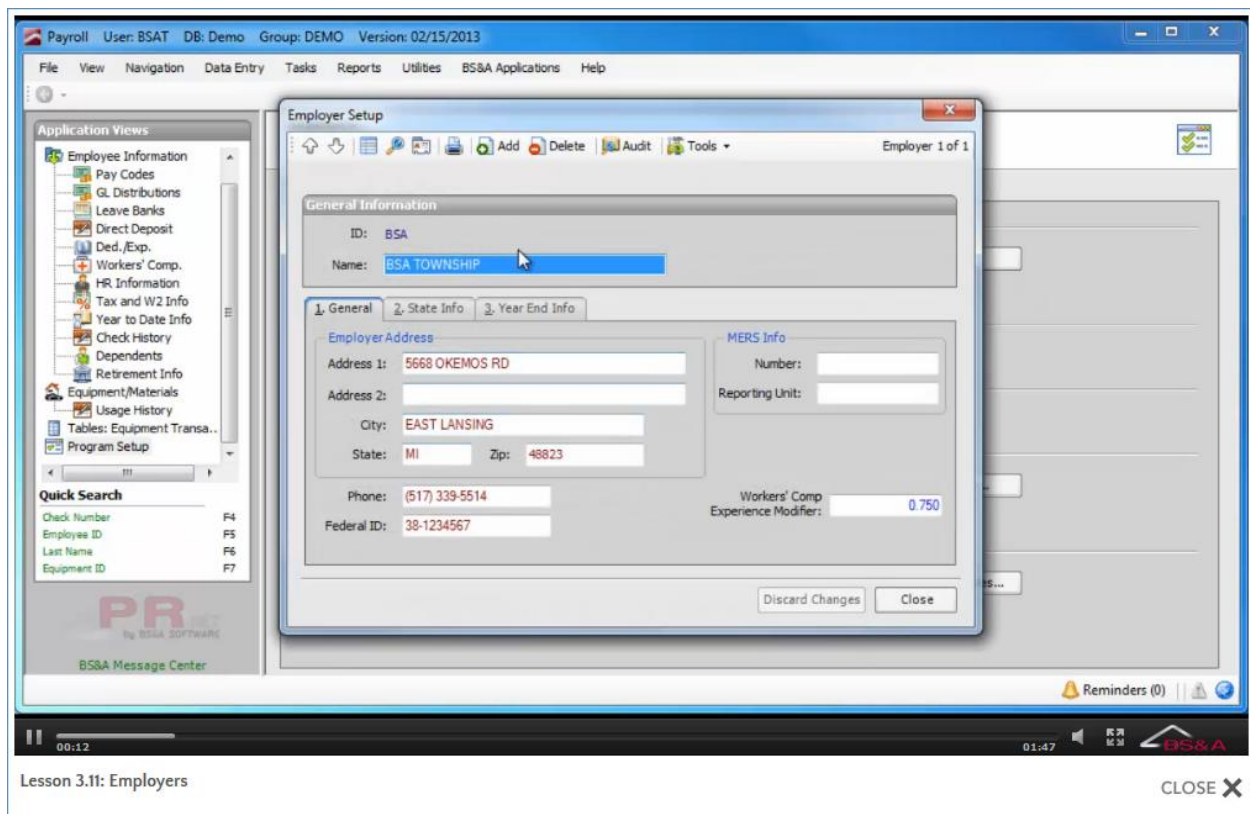 Payroll User: BSAT DB: Demo Group: DEMO Version: 02/15/2013
File View Navigation Data Entry Tasks Reports Utilities BS&A Applications Help
Application Views
Employee Information
Pay Codes
GL Distributions
Leave Banks
Direct Deposit
Ded./Exp.
Workers' Comp.
HR Information
Tax and W2 Info
Year to Date Info
Check History
Dependents
Retirement Info
Equipment/Materials
Usage History
Tables: Equipment Transa..
Program Setup
Quick Search
Check Number F4
Employee ID F5
Last Name F6
Equipment ID F7
PR.NET
by BS&A SOFTWARE
BS&A Message Center
Employer Setup
Add Delete Audit Tools Employer 1 of 1
General Information
ID: BSA
Name: BSA TOWNSHIP
1. General 2. State Info 3. Year End Info
Employer Address
Address 1: 5668 OKEMOS RD
Address 2:
City: EAST LANSING
State: MI Zip: 48823
Phone: (517) 339-5514
Federal ID: 38-1234567
MERS Info
Number:
Reporting Unit:
Workers' Comp
Experience Modifier: 0.750
Discard Changes Close
Reminders (0)
00:12
01:47
BS&A
Lesson 3.11: Employers
CLOSE